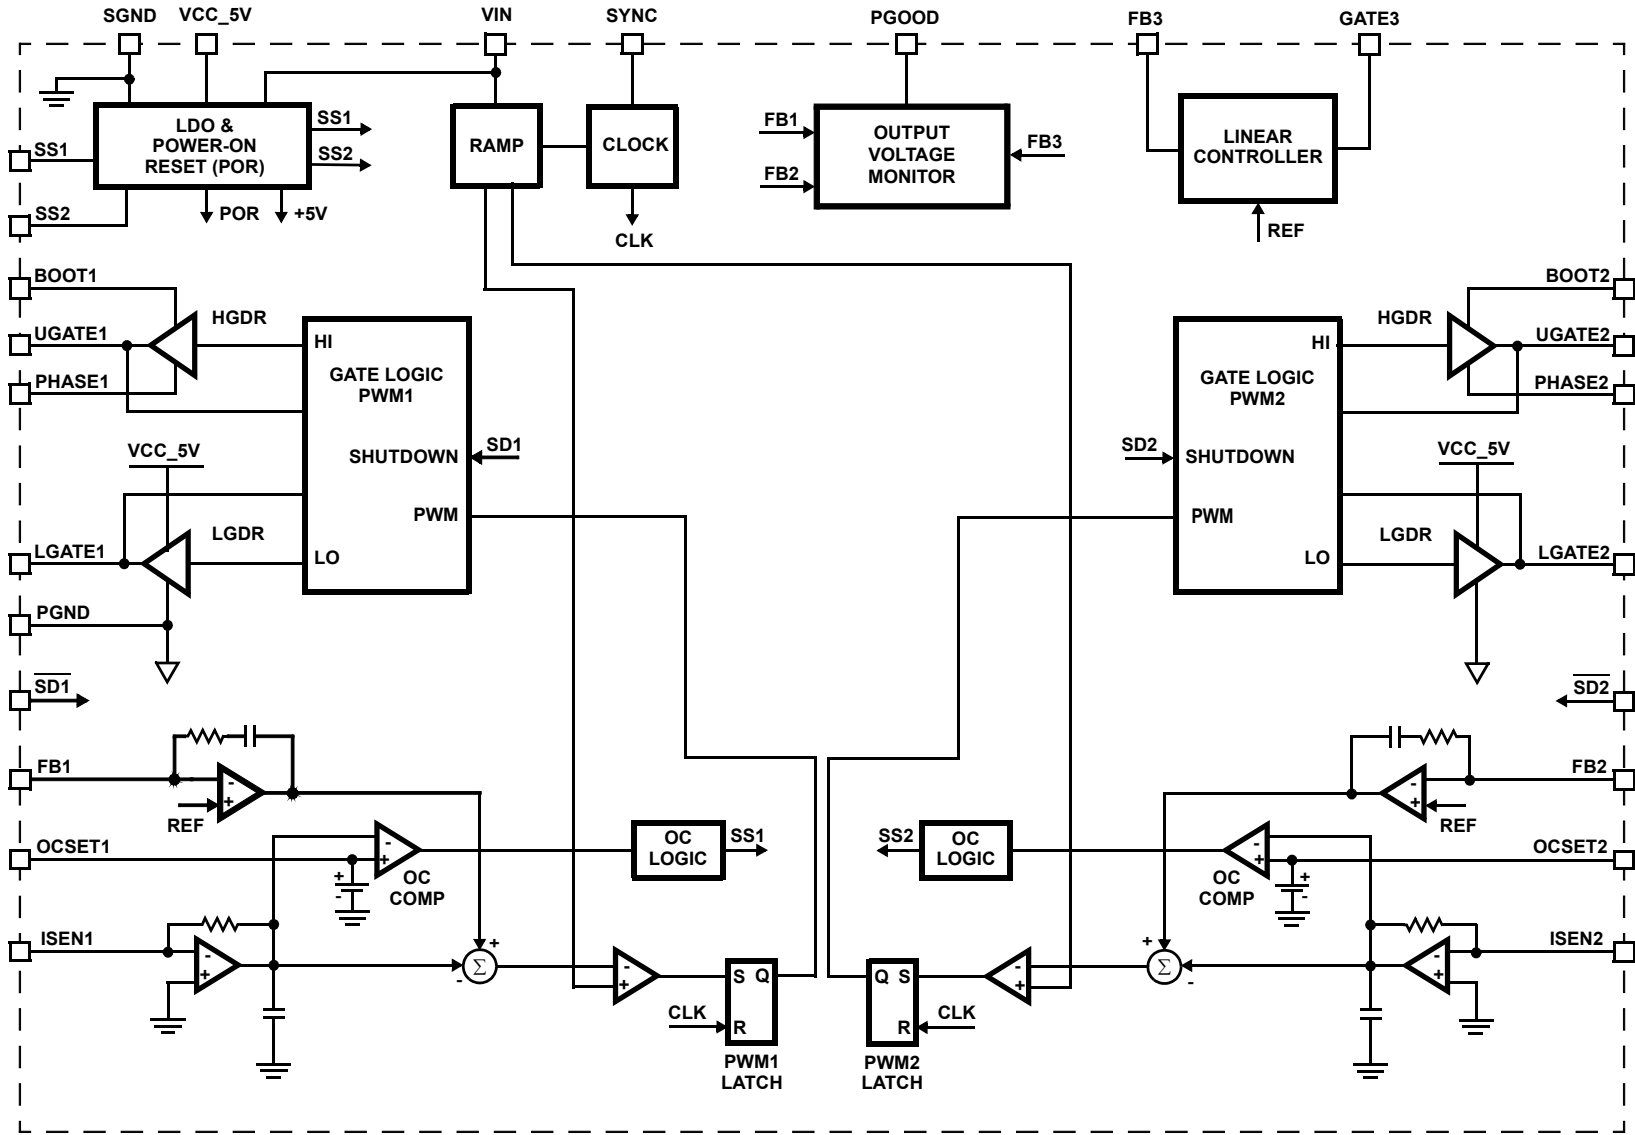 SGND
VCC_5V
VIN
SYNC
PGOOD
FB3
GATE3
LDO &
POWER-ON
RESET (POR)
SS1
SS2
SS1
SS2
POR
+5V
RAMP
CLOCK
CLK
FB1
FB2
OUTPUT
VOLTAGE
MONITOR
FB3
LINEAR
CONTROLLER
REF
BOOT1
UGATE1
PHASE1
HGDR
HI
GATE LOGIC
PWM1
SHUTDOWN
SD1
PWM
LO
VCC_5V
LGDR
LGATE1
PGND
BOOT2
UGATE2
PHASE2
HGDR
HI
GATE LOGIC
PWM2
SD2
SHUTDOWN
PWM
LO
VCC_5V
LGDR
LGATE2
SD1
SD2
FB1
-
+
REF
OCSET1
-
+
+
-
OC
COMP
OC
LOGIC
SS1
ISEN1
-
+
+
Σ
-
-
+
S Q
R
CLK
PWM1
LATCH
FB2
-
+
REF
OCSET2
-
+
+
-
OC
COMP
OC
LOGIC
SS2
ISEN2
-
+
+
Σ
-
-
+
Q S
R
CLK
PWM2
LATCH